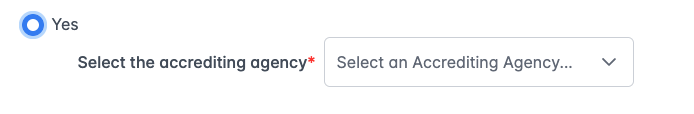 Yes
Select the accrediting agency* Select an Accrediting Agency...